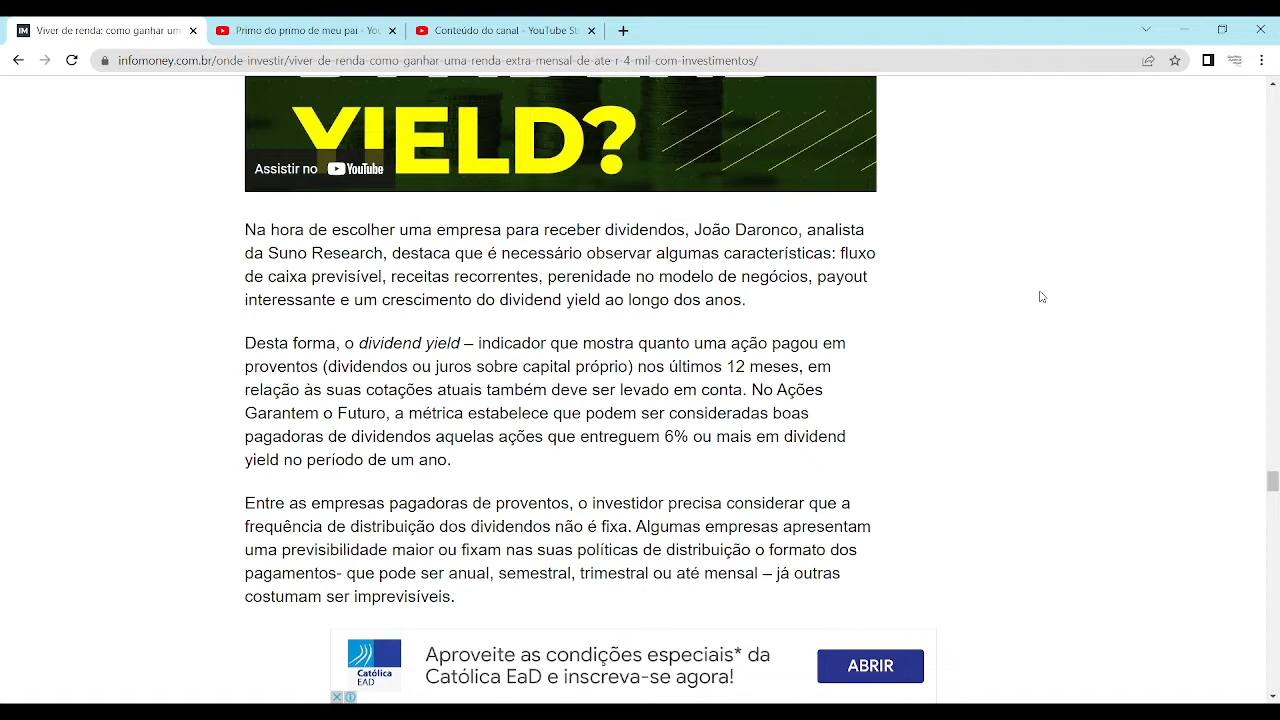 Viver de renda: como ganhar um
Primo do primo de meu pai - You
Conteúdo do canal - YouTube St
infomoney.com.br/onde-investir/viver-de-renda-como-ganhar-uma-renda-extra-mensal-de-ate-r-4-mil-com-investimentos/
YIELD?
Assistir no YouTube
Na hora de escolher uma empresa para receber dividendos, João Daronco, analista
da Suno Research, destaca que é necessário observar algumas características: fluxo
de caixa previsível, receitas recorrentes, perenidade no modelo de negócios, payout
interessante e um crescimento do dividend yield ao longo dos anos.
Desta forma, o dividend yield – indicador que mostra quanto uma ação pagou em
proventos (dividendos ou juros sobre capital próprio) nos últimos 12 meses, em
relação às suas cotações atuais também deve ser levado em conta. No Ações
Garantem o Futuro, a métrica estabelece que podem ser consideradas boas
pagadoras de dividendos aquelas ações que entreguem 6% ou mais em dividend
yield no período de um ano.
Entre as empresas pagadoras de proventos, o investidor precisa considerar que a
frequência de distribuição dos dividendos não é fixa. Algumas empresas apresentam
uma previsibilidade maior ou fixam nas suas políticas de distribuição o formato dos
pagamentos- que pode ser anual, semestral, trimestral ou até mensal – já outras
costumam ser imprevisíveis.
Católica
EAD
Aproveite as condições especiais* da
Católica EaD e inscreva-se agora!
ABRIR